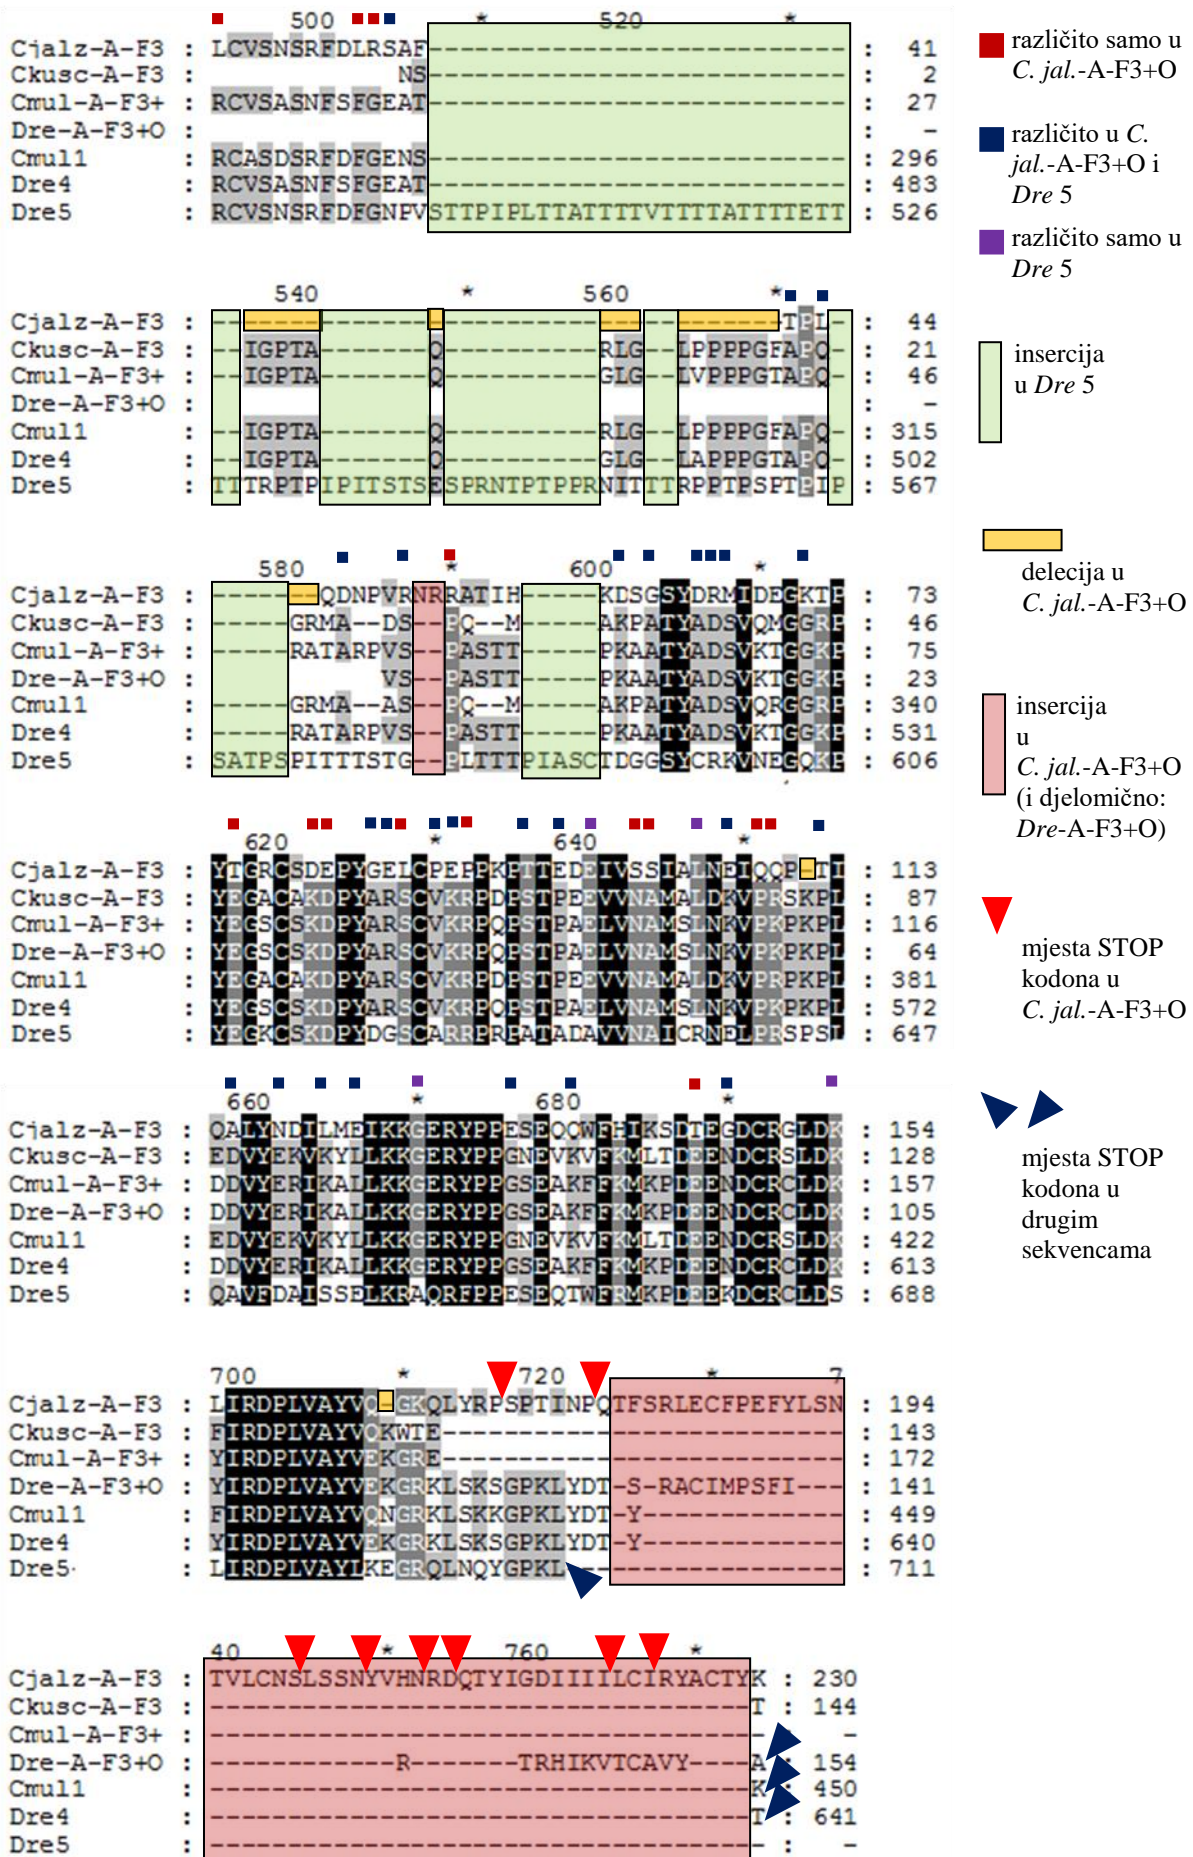 500 * 520 *
Cjalz-A-F3 : LCVSNSRFDLRSAF--------------------------- : 41
Ckusc-A-F3 : NS--------------------------- : 2
Cmul-A-F3+ : RCVSASNFSFGEAT--------------------------- : 27
Dre-A-F3+O : --------------------------- : -
Cmul1 : RCASDSRFDFGENS--------------------------- : 296
Dre4 : RCVSASNFSFGEAT--------------------------- : 483
Dre5 : RCVSNSRFDFGNPVSTTPIPLTTATTTTVTTTTATTTTETT : 526
540 * 560 *
Cjalz-A-F3 : --------------------------------------TPL- : 44
Ckusc-A-F3 : --IGPTA-------Q----------RLG--LPPPPGFAPQ- : 21
Cmul-A-F3+ : --IGPTA-------Q----------GLG--LVPPPGTAPQ- : 46
Dre-A-F3+O : : -
Cmul1 : --IGPTA-------Q----------RLG--LPPPPGFAPQ- : 315
Dre4 : --IGPTA-------Q----------GLG--LAPPPGTAPQ- : 502
Dre5 : TTTRPTPIPITSTSESPRNTPTPPRNITTTRPPTPSPTPIP : 567
580 * 600 *
Cjalz-A-F3 : -------QDNPVRNRRATIH-----KDSGSYDRMIDEGKTP : 73
Ckusc-A-F3 : -----GRMA--DS--PQ--M-----AKPATYADSVQMGGRP : 46
Cmul-A-F3+ : -----RATARPVS--PASTT-----PKAATYADSVKTGGKP : 75
Dre-A-F3+O : VS--PASTT-----PKAATYADSVKTGGKP : 23
Cmul1 : -----GRMA--AS--PQ--M-----AKPATYADSVQRGGRP : 340
Dre4 : -----RATARPVS--PASTT-----PKAATYADSVKTGGKP : 531
Dre5 : SATPSPITTTSTG--PLTTTPIASCTDGGSYCRKVNEGQKP : 606
620 * 640 *
Cjalz-A-F3 : YTGRCSDEPYGELCPEPPKPTTEDEIVSSIALNEIQQP-TI : 113
Ckusc-A-F3 : YEGACAKDPYARSCVKRPDPSTPEEVVNAMALDKVPRSKPL : 87
Cmul-A-F3+ : YEGSCSKDPYARSCVKRPQPSTPAELVNAMSLNKVPKPKPL : 116
Dre-A-F3+O : YEGSCSKDPYARSCVKRPQPSTPAELVNAMSLNKVPKPKPL : 64
Cmul1 : YEGACAKDPYARSCVKRPDPSTPEEVVNAMALDKVPRPKPL : 381
Dre4 : YEGSCSKDPYARSCVKRPQPSTPAELVNAMSLNKVPKPKPL : 572
Dre5 : YEGKCSKDPYDGSCARRPRPATADAVVNAICRNELPRSPSL : 647
660 * 680 *
Cjalz-A-F3 : QALYNDILMEIKKGERYPPESEQQWFHIKSDTEGDCRGLDK : 154
Ckusc-A-F3 : EDVYEKVKYLLKKGERYPPGNEVKVFKMLTDEENDCRSLDK : 128
Cmul-A-F3+ : DDVYERIKALLKKGERYPPGSEAKFFKMKPDEENDCRCLDK : 157
Dre-A-F3+O : DDVYERIKALLKKGERYPPGSEAKFFKMKPDEENDCRCLDK : 105
Cmul1 : EDVYEKVKYLLKKGERYPPGNEVKVFKMLTDEENDCRSLDK : 422
Dre4 : DDVYERIKALLKKGERYPPGSEAKFFKMKPDEENDCRCLDK : 613
Dre5 : QAVFDAISSELKRAQRFPPESEQTWFRMKPDEEKDCRCLDS : 688
700 * 720 * 7
Cjalz-A-F3 : LIRDPLVAYVQ-GKQLYRPSPTINPQTFSRLECFPEFYLSN : 194
Ckusc-A-F3 : FIRDPLVAYVQKWTE-------------------------- : 143
Cmul-A-F3+ : YIRDPLVAYVEKGRE-------------------------- : 172
Dre-A-F3+O : YIRDPLVAYVEKGRKLSKSGPKLYDT-S-RACIMPSFI--- : 141
Cmul1 : FIRDPLVAYVQNGRKLSKKGPKLYDT-Y------------- : 449
Dre4 : YIRDPLVAYVEKGRKLSKSGPKLYDT-Y------------- : 640
Dre5· : LIRDPLVAYLKEGRQLNQYGPKL------------------ : 711
40 * 760 *
Cjalz-A-F3 : TVLCNSLSSNYVHNRDQTYIGDIIIILCIRYACTYK : 230
Ckusc-A-F3 : -----------------------------------T : 144
Cmul-A-F3+ : ------------------------------------ : -
Dre-A-F3+O : ------------R-------TRHIKVTCAVY----A : 154
Cmul1 : -----------------------------------K : 450
Dre4 : -----------------------------------T : 641
Dre5 : ------------------------------------ : -
različito samo u
C. jal.-A-F3+O
različito u C.
jal.-A-F3+O i
Dre 5
različito samo u
Dre 5
insercija
u Dre 5
delecija u
C. jal.-A-F3+O
insercija
u
C. jal.-A-F3+O
(i djelomično:
Dre-A-F3+O)
mjesta STOP
kodona u
C. jal.-A-F3+O
mjesta STOP
kodona u
drugim
sekvencama